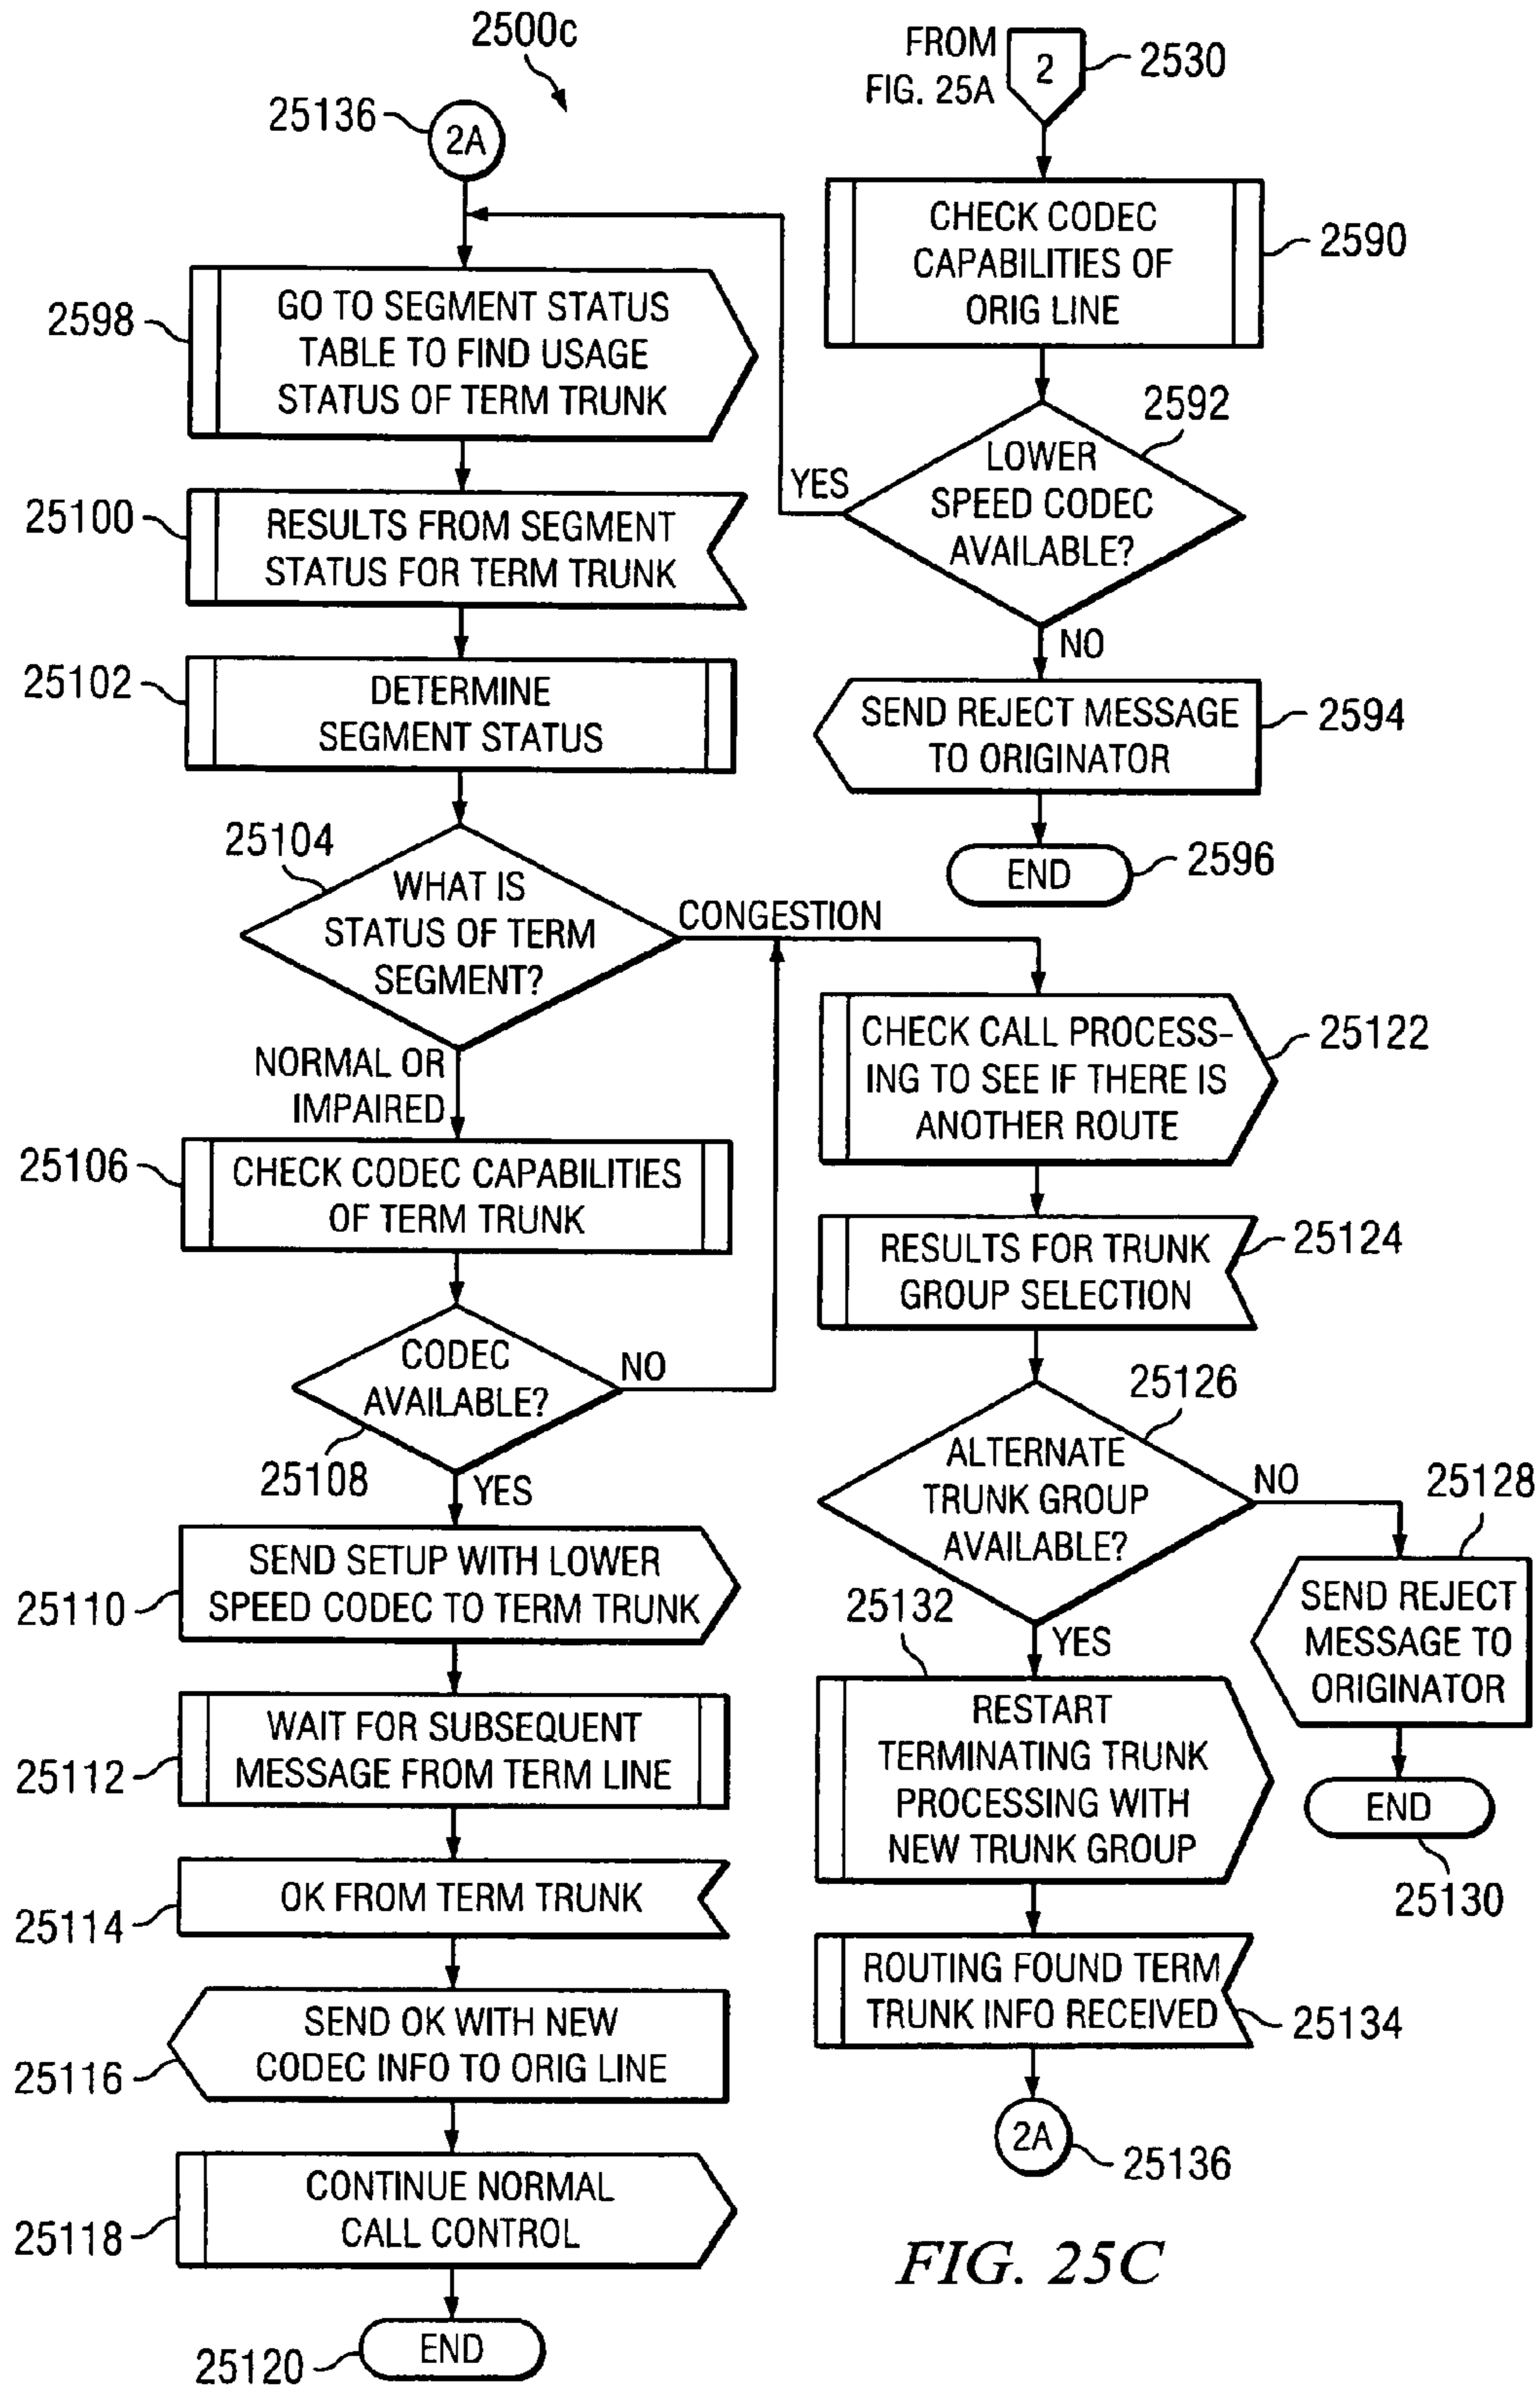 2500c
FROM
FIG. 25A
2
2530
25136
2A
CHECK CODEC
CAPABILITIES OF
ORIG LINE
2590
2598
GO TO SEGMENT STATUS
TABLE TO FIND USAGE
STATUS OF TERM TRUNK
2592
LOWER
SPEED CODEC
AVAILABLE?
YES
NO
25100
RESULTS FROM SEGMENT
STATUS FOR TERM TRUNK
25102
DETERMINE
SEGMENT STATUS
SEND REJECT MESSAGE
TO ORIGINATOR
2594
END
2596
25104
WHAT IS
STATUS OF TERM
SEGMENT?
CONGESTION
NORMAL OR
IMPAIRED
25106
CHECK CODEC CAPABILITIES
OF TERM TRUNK
CODEC
AVAILABLE?
NO
25108
YES
25110
SEND SETUP WITH LOWER
SPEED CODEC TO TERM TRUNK
25112
WAIT FOR SUBSEQUENT
MESSAGE FROM TERM LINE
25114
OK FROM TERM TRUNK
25116
SEND OK WITH NEW
CODEC INFO TO ORIG LINE
25118
CONTINUE NORMAL
CALL CONTROL
25120
END
CHECK CALL PROCESS-
ING TO SEE IF THERE IS
ANOTHER ROUTE
25122
RESULTS FOR TRUNK
GROUP SELECTION
25124
25126
ALTERNATE
TRUNK GROUP
AVAILABLE?
NO
25128
SEND REJECT
MESSAGE TO
ORIGINATOR
END
25130
YES
25132
RESTART
TERMINATING TRUNK
PROCESSING WITH
NEW TRUNK GROUP
ROUTING FOUND TERM
TRUNK INFO RECEIVED
25134
2A
25136
FIG. 25C